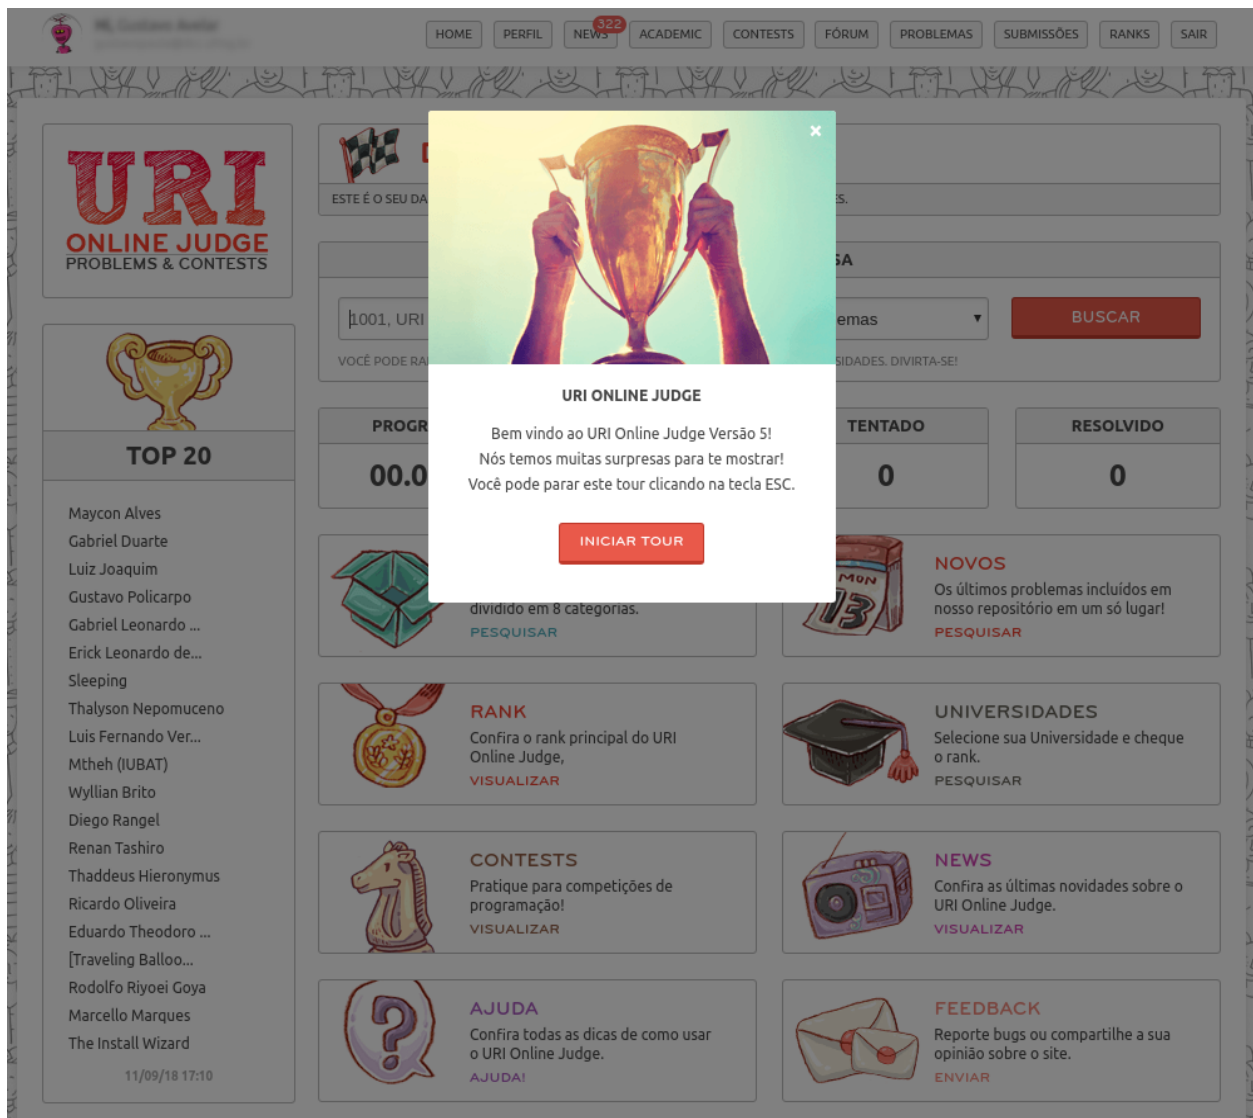 HOME
PERFIL
NEWS
322
ACADEMIC
CONTESTS
FÓRUM
PROBLEMAS
SUBMISSÕES
RANKS
SAIR
URI
ONLINE JUDGE
PROBLEMS & CONTESTS
ESTE É O SEU DA
ES.
SA
1001, URI
emas
BUSCAR
VOCÊ PODE RA
SIDADES. DIVIRTA-SE!
×
URI ONLINE JUDGE
Bem vindo ao URI Online Judge Versão 5!
Nós temos muitas surpresas para te mostrar!
Você pode parar este tour clicando na tecla ESC.
INICIAR TOUR
PROGR
00.0
TENTADO
0
RESOLVIDO
0
TOP 20
Maycon Alves
Gabriel Duarte
Luiz Joaquim
Gustavo Policarpo
Gabriel Leonardo ...
Erick Leonardo de...
Sleeping
Thalyson Nepomuceno
Luis Fernando Ver...
Mtheh (IUBAT)
Wyllian Brito
Diego Rangel
Renan Tashiro
Thaddeus Hieronymus
Ricardo Oliveira
Eduardo Theodoro ...
[Traveling Balloo...
Rodolfo Riyoei Goya
Marcello Marques
The Install Wizard
11/09/18 17:10
dividido em 8 categorias.
PESQUISAR
MON
13
NOVOS
Os últimos problemas incluídos em
nosso repositório em um só lugar!
PESQUISAR
RANK
Confira o rank principal do URI
Online Judge,
VISUALIZAR
UNIVERSIDADES
Selecione sua Universidade e cheque
o rank.
PESQUISAR
CONTESTS
Pratique para competições de
programação!
VISUALIZAR
NEWS
Confira as últimas novidades sobre o
URI Online Judge.
VISUALIZAR
?
AJUDA
Confira todas as dicas de como usar
o URI Online Judge.
AJUDA!
FEEDBACK
Reporte bugs ou compartilhe a sua
opinião sobre o site.
ENVIAR